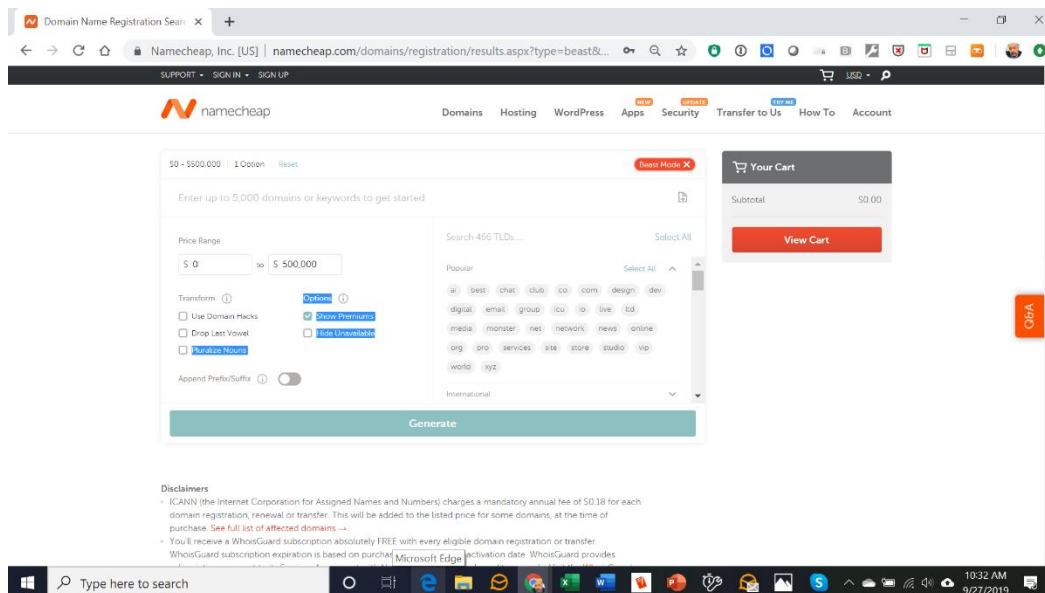 Domain Name Registration Sear
Namecheap, Inc. [US] | namecheap.com/domains/registration/results.aspx?type=beast&...
SUPPORT SIGN IN SIGN UP USD
namecheap Domains Hosting WordPress Apps Security Transfer to Us How To Account
NEW UPDATE TRY ME
$0 - $500,000 1 Option Reset Beast Mode X
Enter up to 5,000 domains or keywords to get started
Your Cart
Subtotal $0.00
View Cart
Price Range
$ 0 to $ 500,000
Transform Options
Use Domain Hacks Show Premiums
Drop Last Vowel Hide Unavailable
Pluralize Nouns
Append Prefix/Suffix
Search 466 TLDs... Select All
Popular Select All
ai best chat club co com design dev
digital email group icu io live ltd
media monster net network news online
org pro services site store studio vip
world xyz
International
Generate
Q&A
Disclaimers
ICANN (the Internet Corporation for Assigned Names and Numbers) charges a mandatory annual fee of $0.18 for each
domain registration, renewal or transfer. This will be added to the listed price for some domains, at the time of
purchase. See full list of affected domains →
You'll receive a WhoisGuard subscription absolutely FREE with every eligible domain registration or transfer.
WhoisGuard subscription expiration is based on purchas activation date. WhoisGuard provides
Microsoft Edge
Type here to search
10:32 AM
9/27/2019